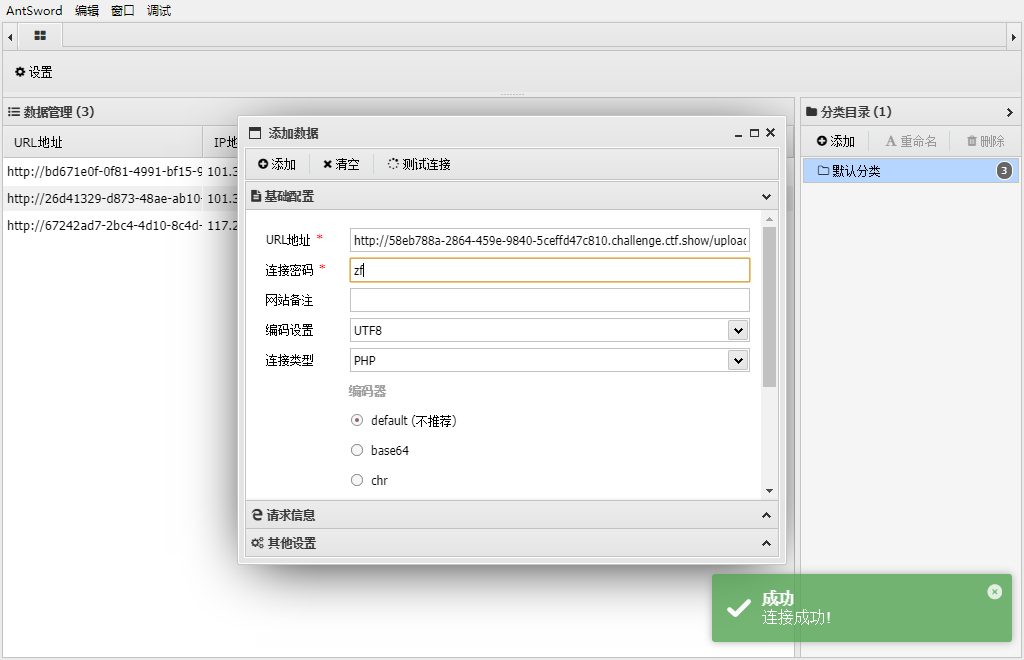 AntSword 编辑 窗口 调试
设置
数据管理 (3)
URL地址 IP地
http://bd671e0f-0f81-4991-bf15-9 101.3
http://26d41329-d873-48ae-ab10- 101.3
http://67242ad7-2bc4-4d10-8c4d- 117.2
添加数据
添加 清空 测试连接
基础配置
URL地址 * http://58eb788a-2864-459e-9840-5ceffd47c810.challenge.ctf.show/upload
连接密码 * zf
网站备注
编码设置 UTF8
连接类型 PHP
编码器
default (不推荐)
base64
chr
请求信息
其他设置
分类目录 (1)
添加 重命名 删除
默认分类 3
成功
连接成功!